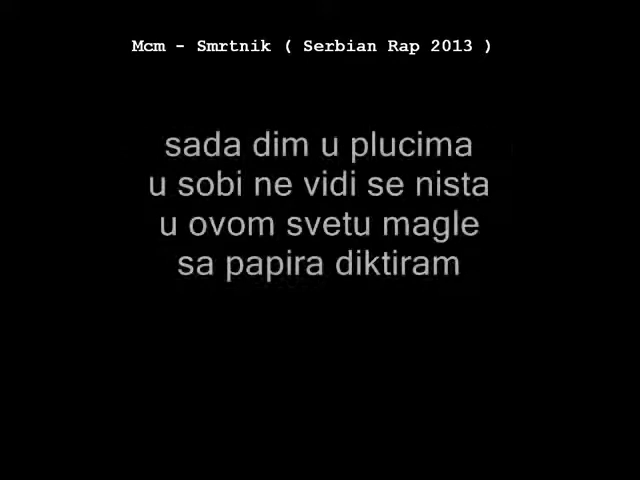 Mcm - Smrtnik ( Serbian Rap 2013 )
sada dim u plucima
u sobi ne vidi se nista
u ovom svetu magle
sa papira diktiram